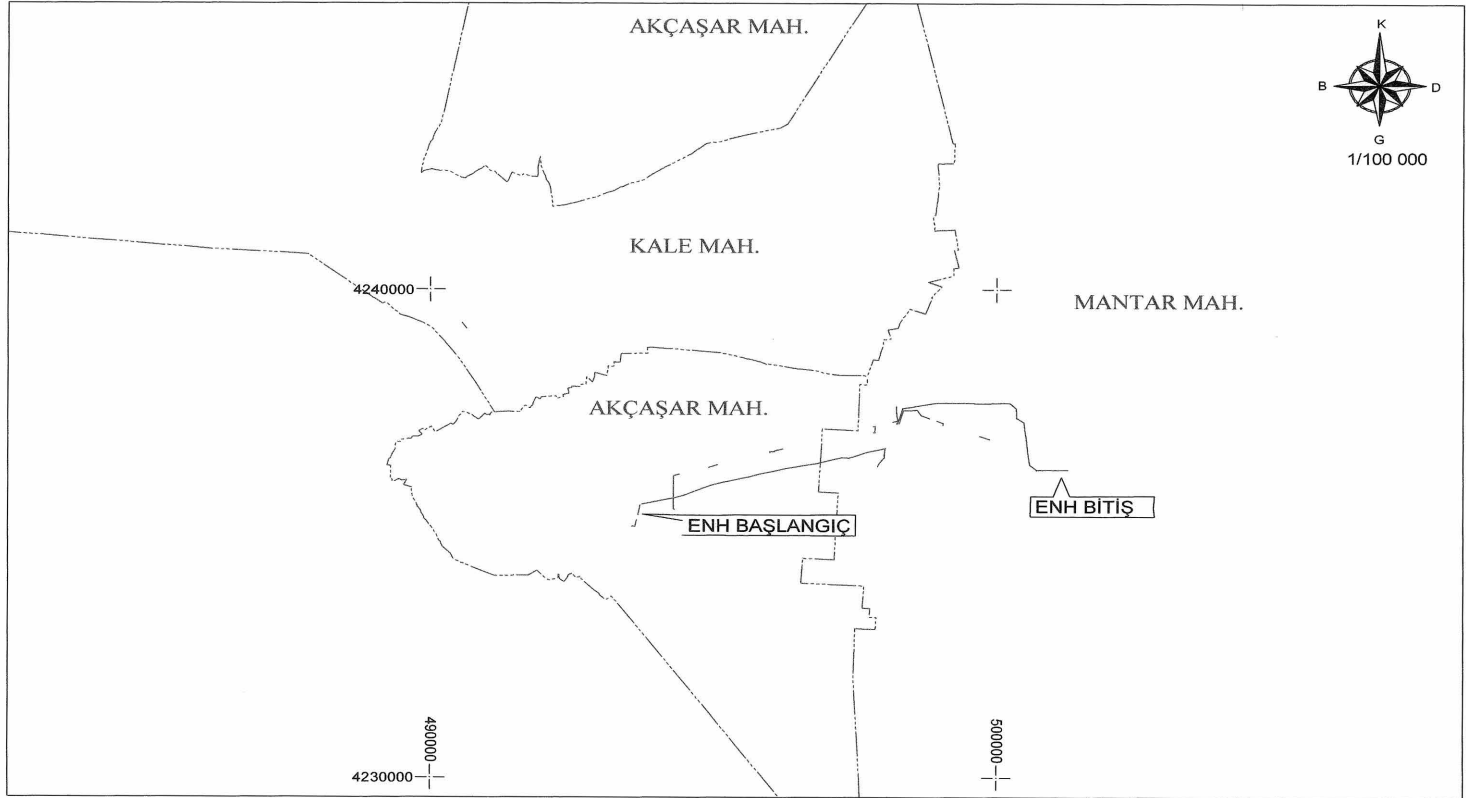 AKÇAŞAR MAH.
K
B
D
G
1/100 000
KALE MAH.
4240000
MANTAR MAH.
AKÇAŞAR MAH.
ENH BAŞLANGIÇ
ENH BİTİŞ
490000
500000
4230000